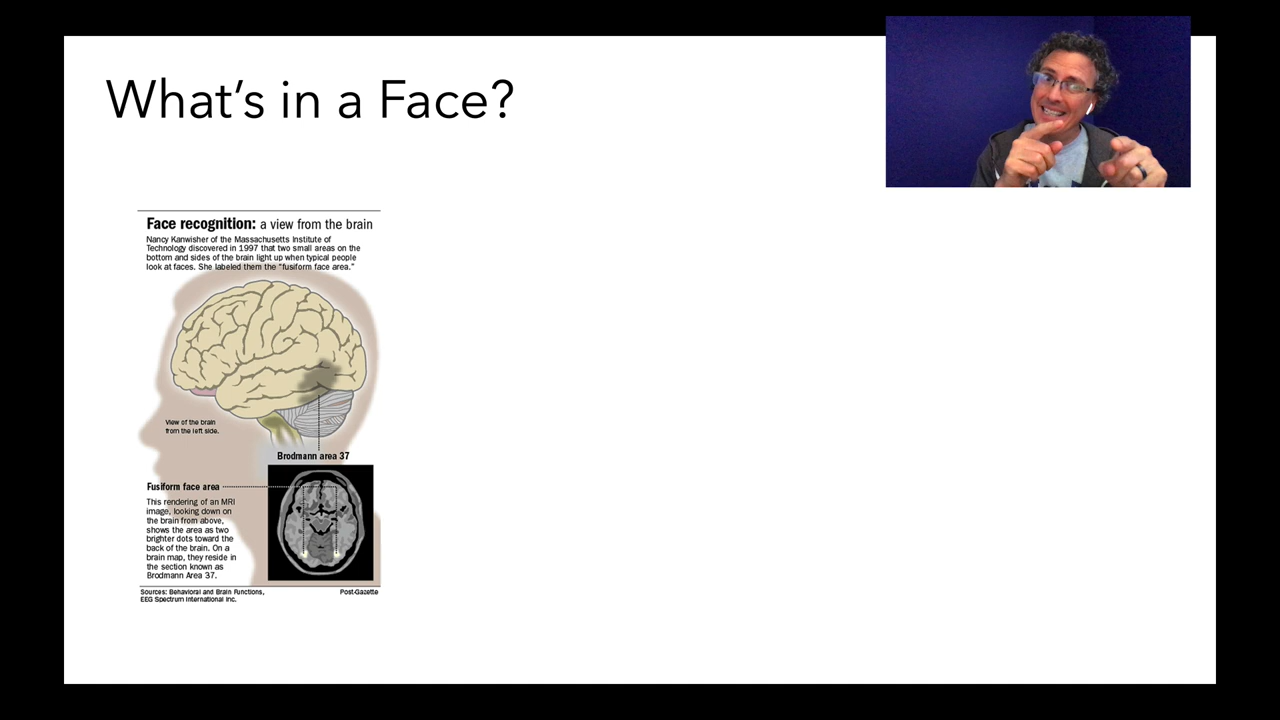 What's in a Face?
Face recognition: a view from the brain
Nancy Kanwisher of the Massachusetts Institute of
Technology discovered in 1997 that two small areas on the
bottom and sides of the brain light up when typical people
look at faces. She labeled them the "fusiform face area."
View of the brain
from the left side.
Brodmann area 37
Fusiform face area
This rendering of an MRI
image, looking down on
the brain from above,
shows the area as two
brighter dots toward the
back of the brain. On a
brain map, they reside in
the section known as
Brodmann Area 37.
Sources: Behavioral and Brain Functions,
EEG Spectrum International Inc.
Post-Gazette